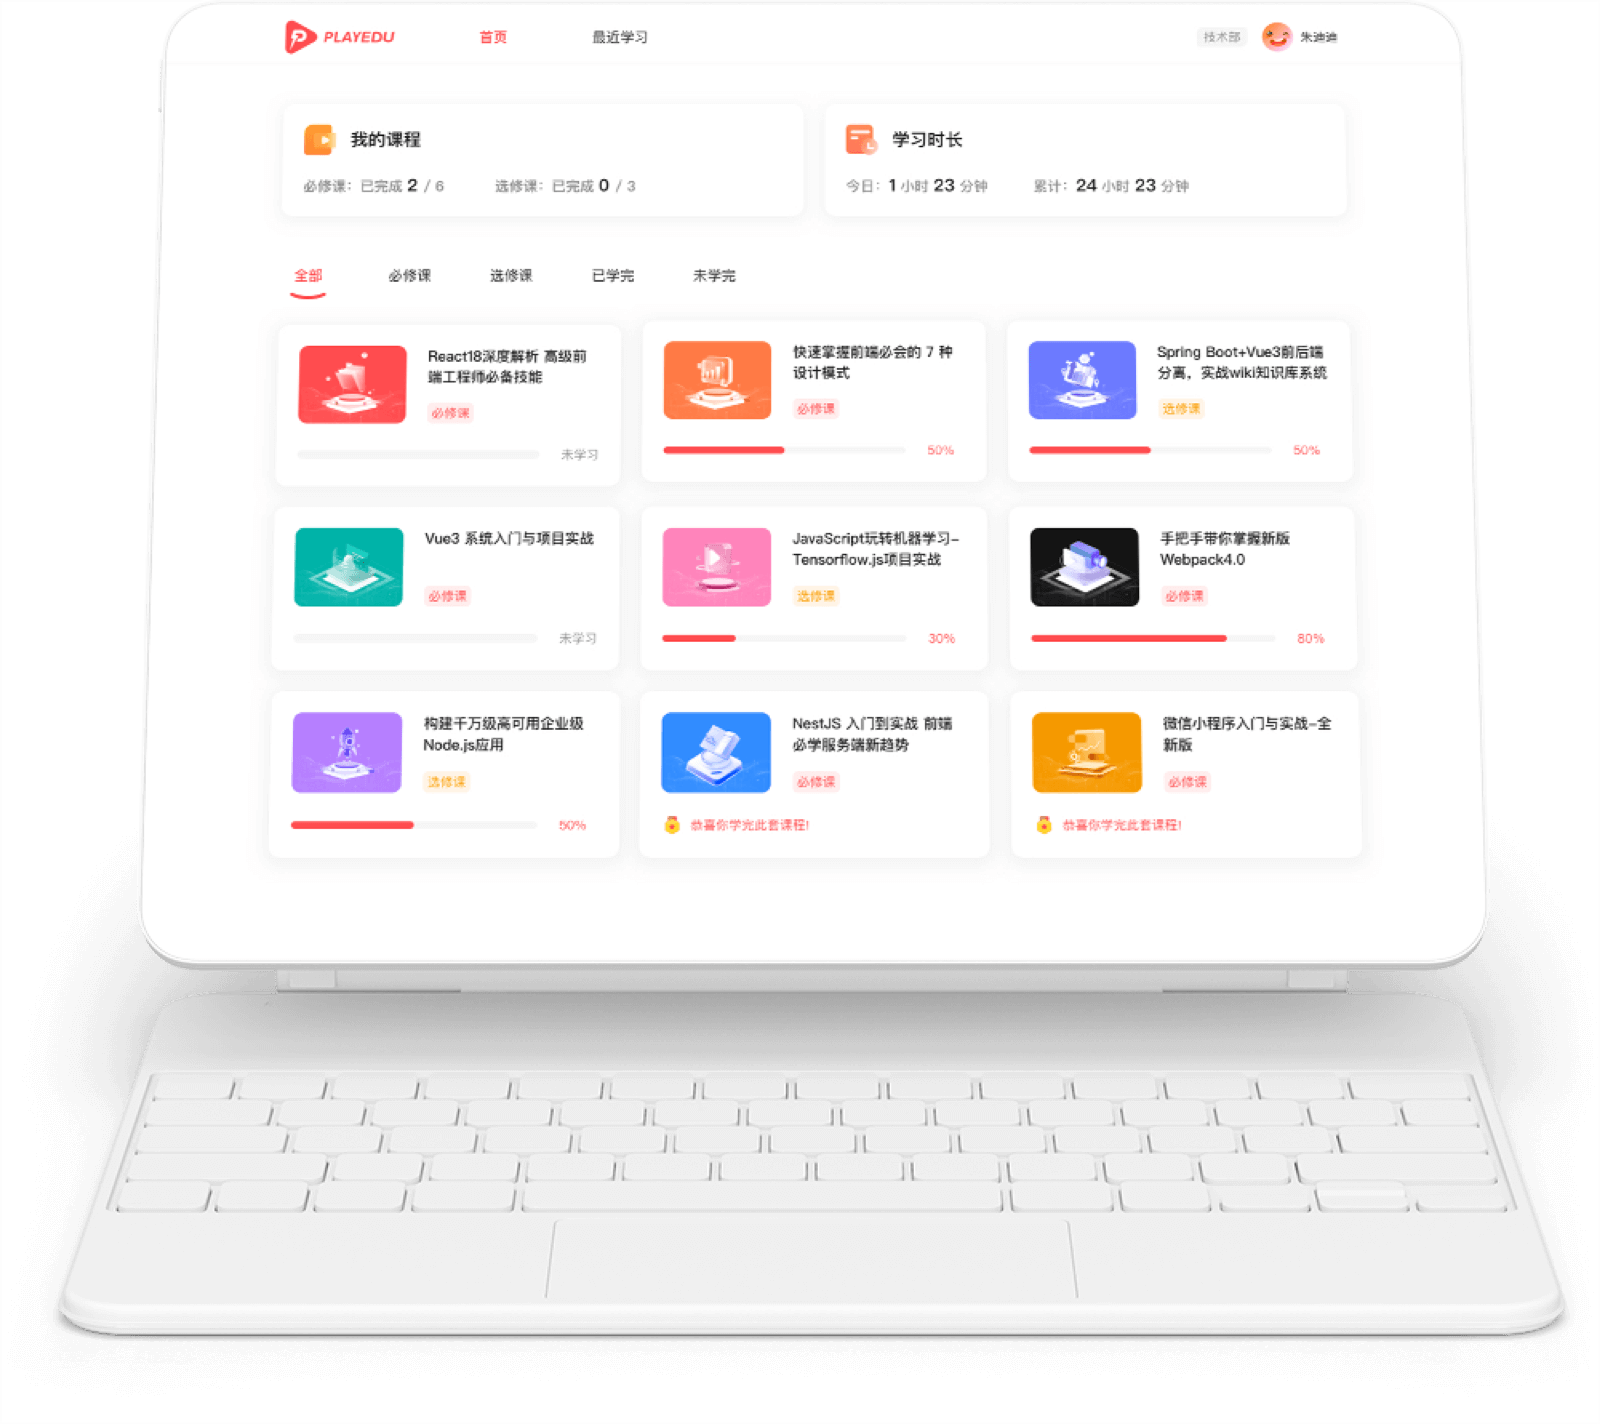 PLAYEDU
首页
最近学习
技术部
朱迪迪
我的课程
必修课：已完成 2 / 6
选修课：已完成 0 / 3
学习时长
今日：1 小时 23 分钟
累计：24 小时 23 分钟
全部
必修课
选修课
已学完
未学完
React18深度解析 高级前
端工程师必备技能
必修课
未学习
快速掌握前端必会的 7 种
设计模式
必修课
50%
Spring Boot+Vue3前后端
分离，实战wiki知识库系统
选修课
50%
Vue3 系统入门与项目实战
必修课
未学习
JavaScript玩转机器学习-
Tensorflow.js项目实战
选修课
30%
手把手带你掌握新版
Webpack4.0
必修课
80%
构建千万级高可用企业级
Node.js应用
选修课
50%
NestJS 入门到实战 前端
必学服务端新趋势
必修课
恭喜你学完此套课程!
微信小程序入门与实战-全
新版
必修课
恭喜你学完此套课程!